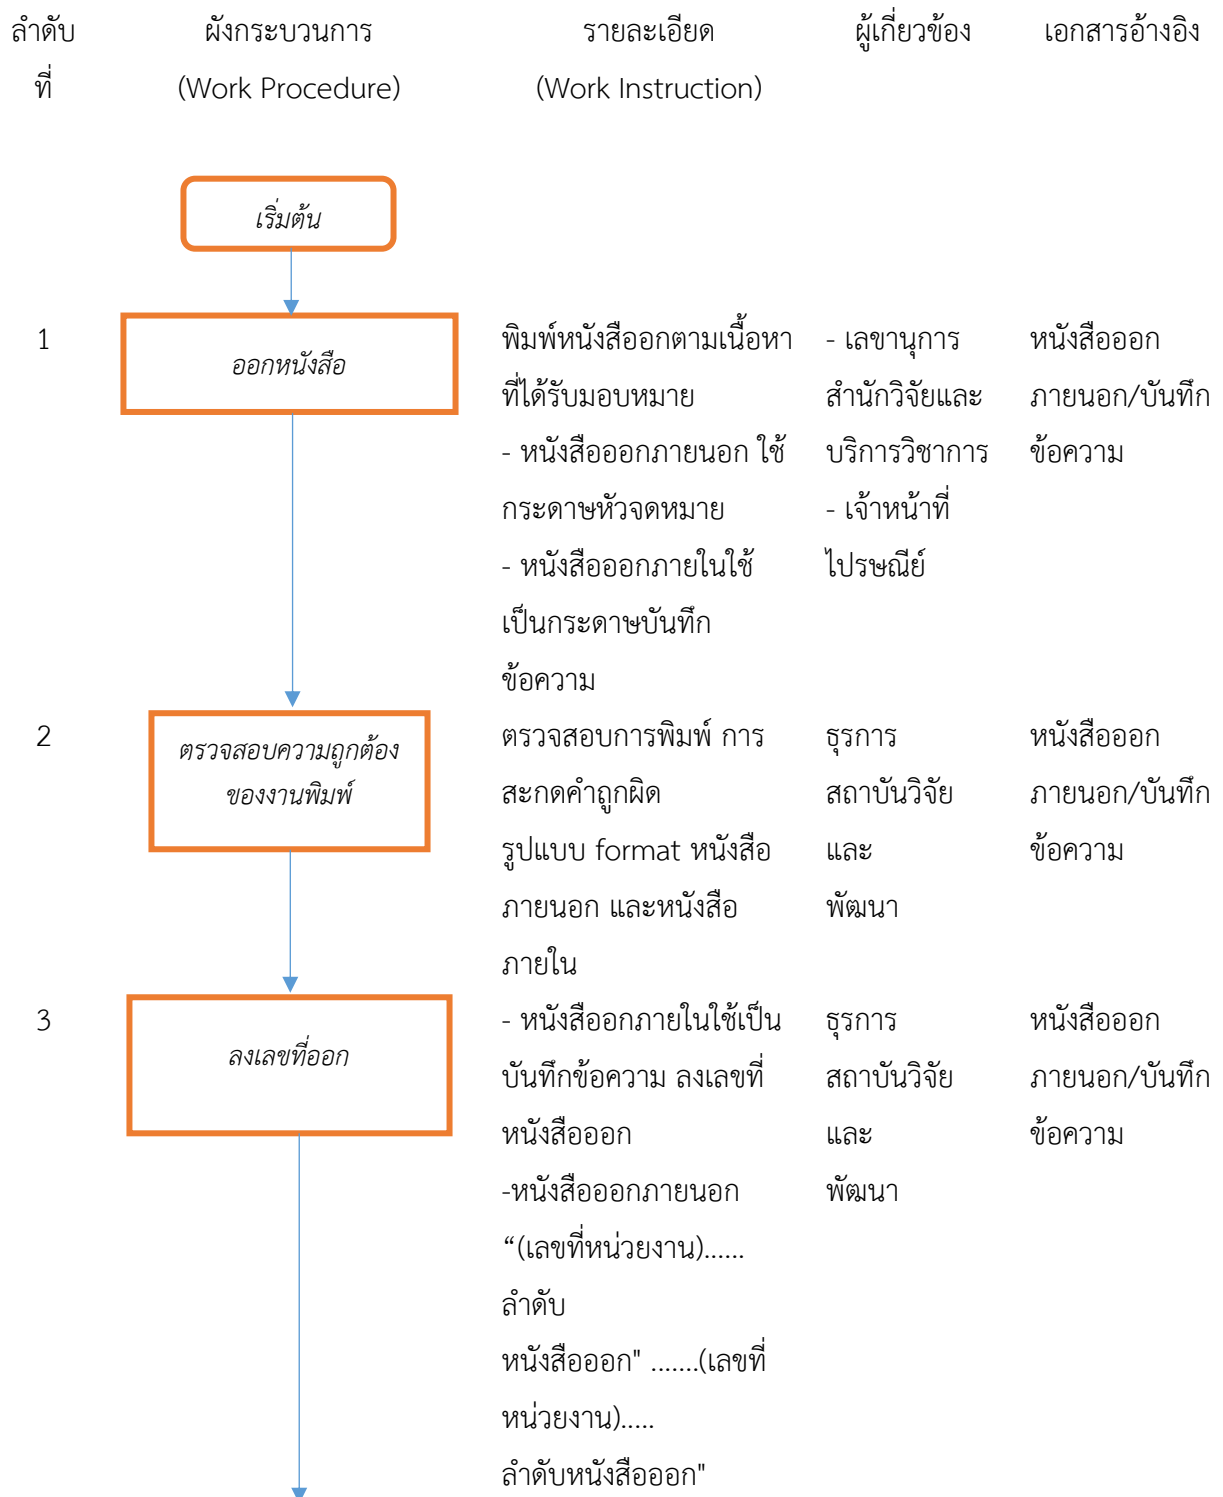 ลำดับ ผังกระบวนการ รายละเอียด ผู้เกี่ยวข้อง เอกสารอ้างอิง
ที่ (Work Procedure) (Work Instruction)
เริ่มต้น
1
ออกหนังสือ
พิมพ์หนังสือออกตามเนื้อหา
ที่ได้รับมอบหมาย
- หนังสือออกภายนอก ใช้
กระดาษหัวจดหมาย
- หนังสือออกภายในใช้
เป็นกระดาษบันทึก
ข้อความ
- เลขานุการ
สำนักวิจัยและ
บริการวิชาการ
- เจ้าหน้าที่
ไปรษณีย์
หนังสือออก
ภายนอก/บันทึก
ข้อความ
2
ตรวจสอบความถูกต้อง
ของงานพิมพ์
ตรวจสอบการพิมพ์ การ
สะกดคำถูกผิด
รูปแบบ format หนังสือ
ภายนอก และหนังสือ
ภายใน
ธุรการ
สถาบันวิจัย
และ
พัฒนา
หนังสือออก
ภายนอก/บันทึก
ข้อความ
3
ลงเลขที่ออก
- หนังสือออกภายในใช้เป็น
บันทึกข้อความ ลงเลขที่
หนังสือออก
-หนังสือออกภายนอก
“(เลขที่หน่วยงาน)......
ลำดับ
หนังสือออก" .......(เลขที่
หน่วยงาน).....
ลำดับหนังสือออก"
ธุรการ
สถาบันวิจัย
และ
พัฒนา
หนังสือออก
ภายนอก/บันทึก
ข้อความ